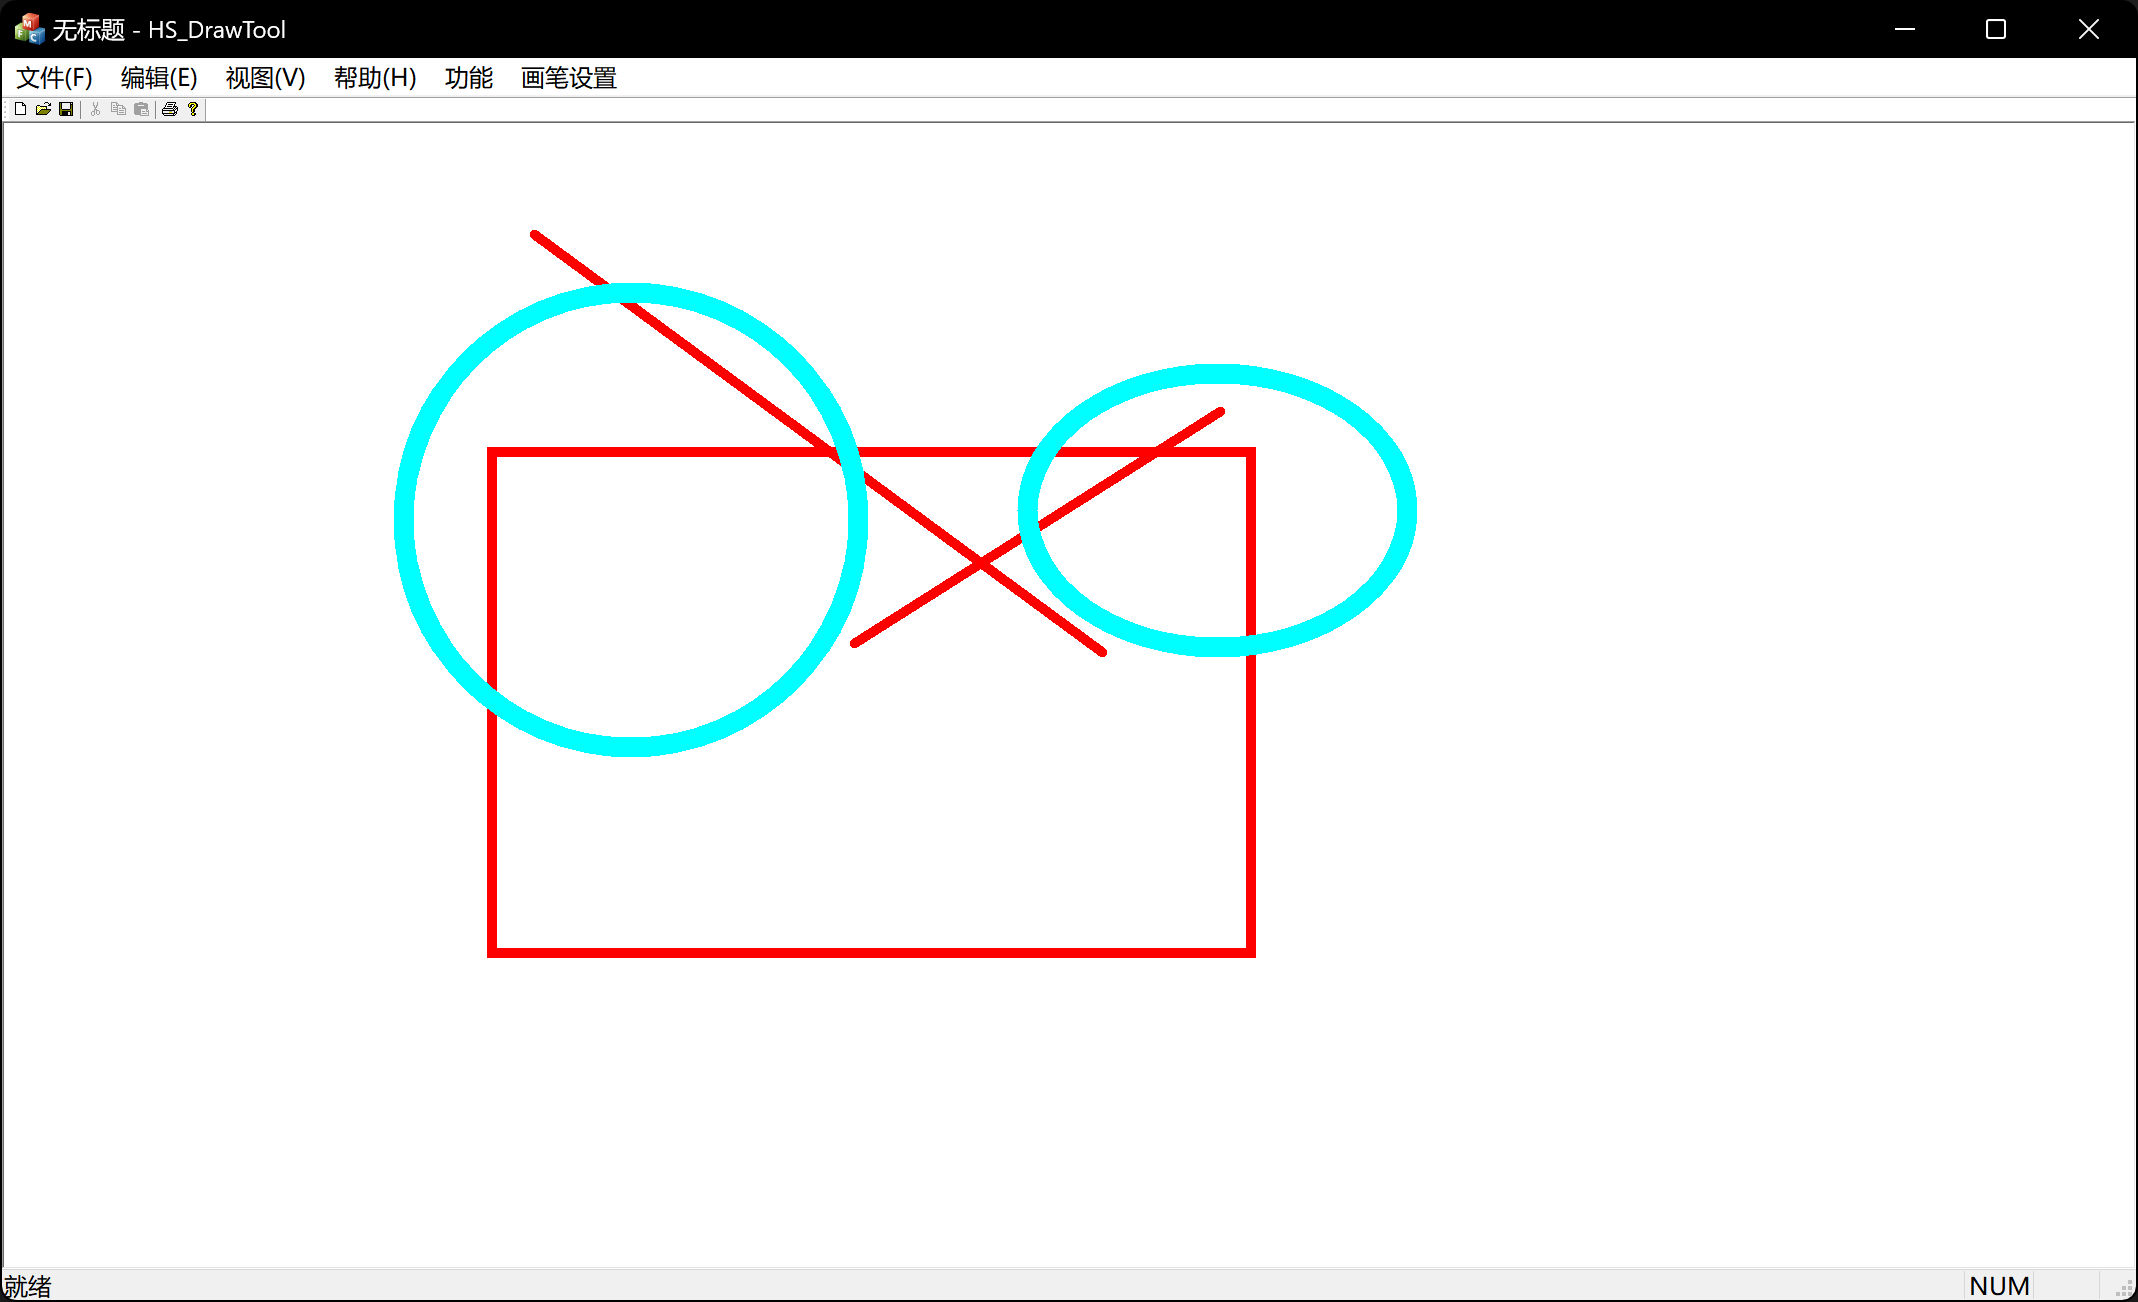 无标题 - HS_DrawTool
文件(F) 编辑(E) 视图(V) 帮助(H) 功能 画笔设置
就绪 NUM